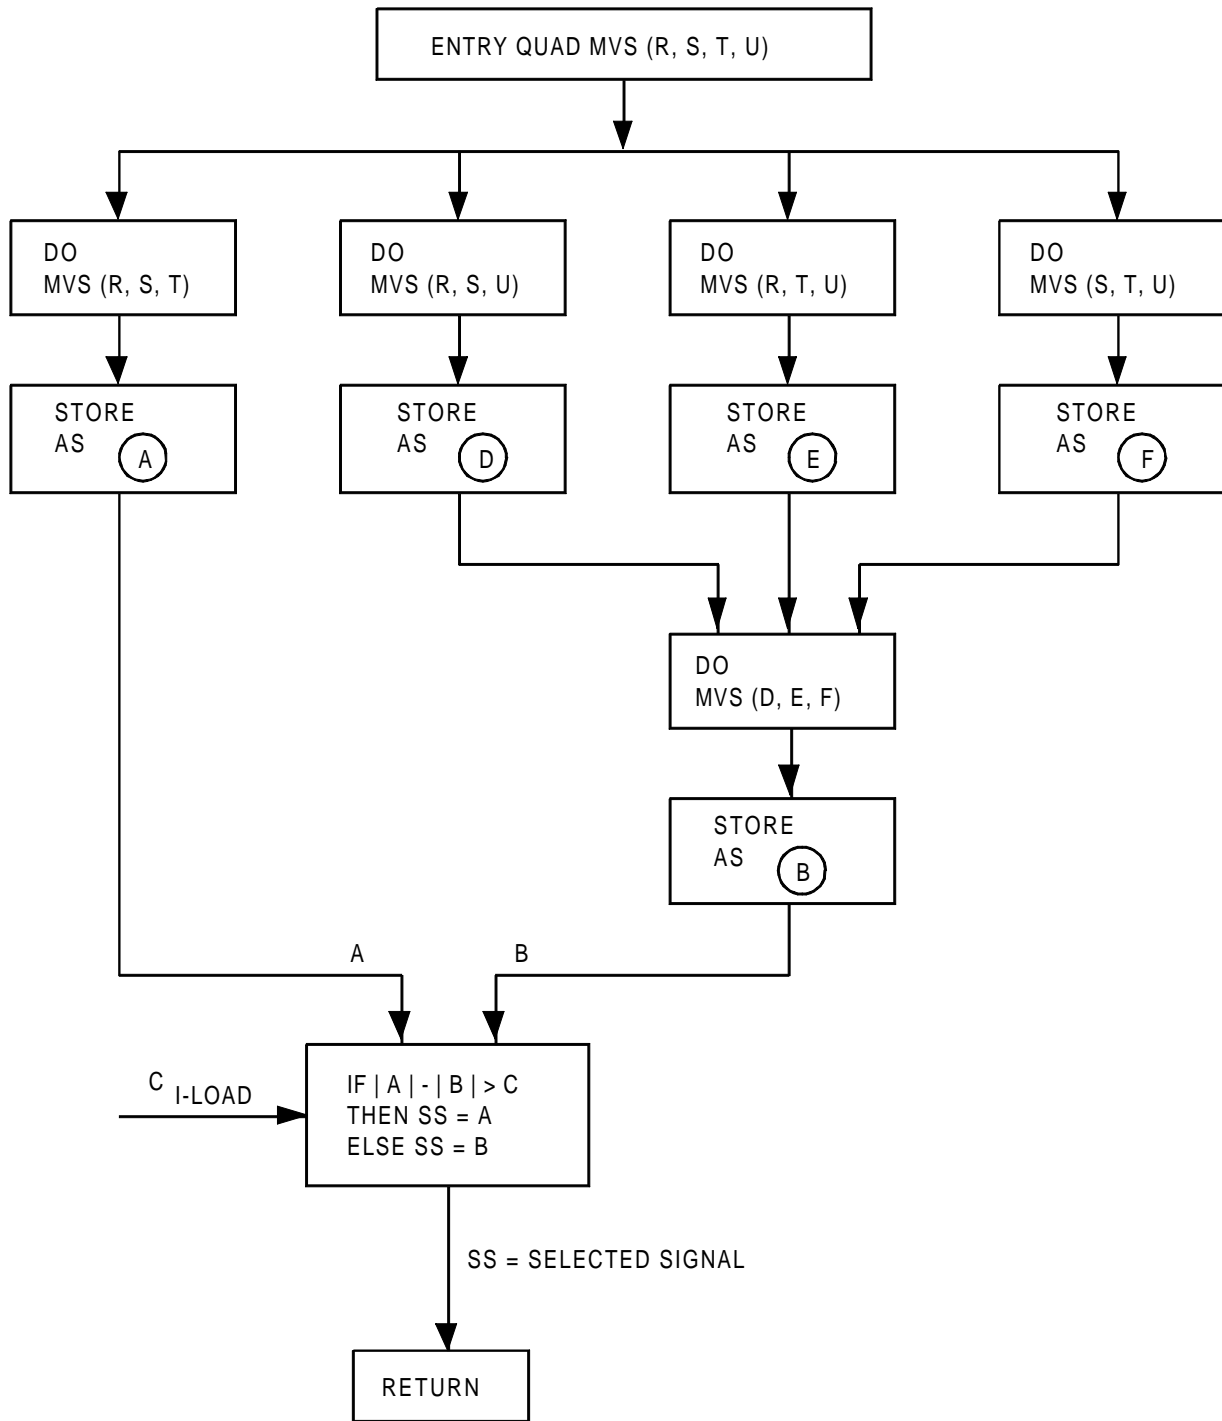 ENTRY QUAD MVS (R, S, T, U)
DO
MVS (R, S, T)
DO
MVS (R, S, U)
DO
MVS (R, T, U)
DO
MVS (S, T, U)
STORE
AS A
STORE
AS D
STORE
AS E
STORE
AS F
DO
MVS (D, E, F)
STORE
AS B
A
B
C I-LOAD
IF | A | - | B | > C
THEN SS = A
ELSE SS = B
SS = SELECTED SIGNAL
RETURN